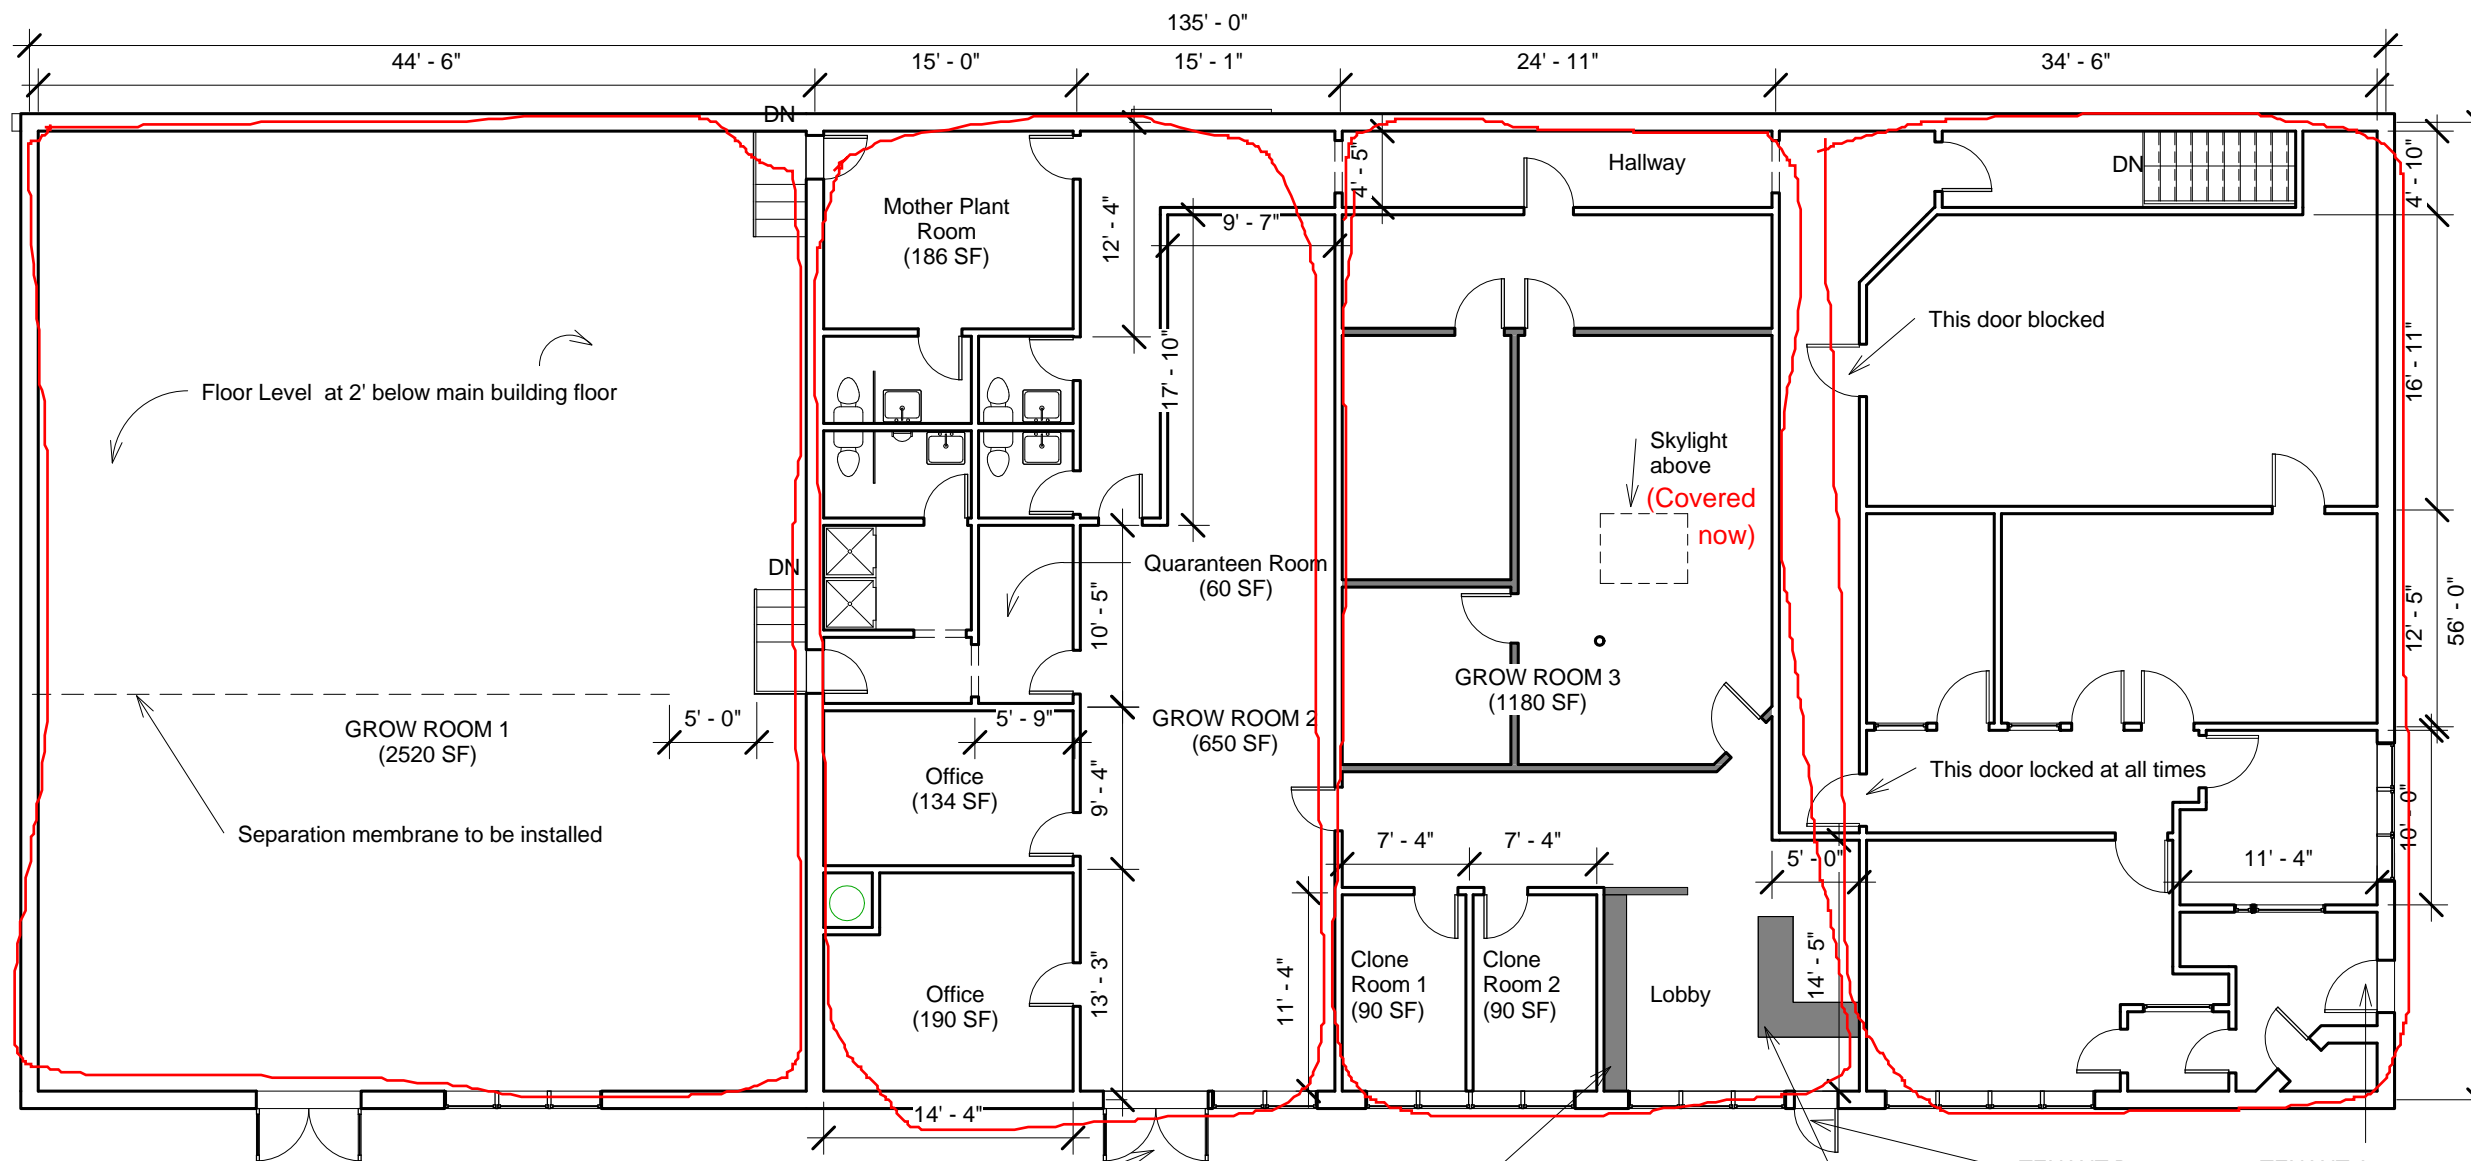 135' - 0"
44' - 6"
15' - 0"
15' - 1"
24' - 11"
34' - 6"
DN
Hallway
DN
4' - 5"
4' - 10"
Mother Plant
Room
(186 SF)
12' - 4"
9' - 7"
This door blocked
17' - 10"
16' - 11"
Floor Level at 2' below main building floor
Skylight
above
(Covered
now)
DN
Quaranteen Room
(60 SF)
10' - 5"
12' - 5"
56' - 0"
GROW ROOM 3
(1180 SF)
GROW ROOM 1
(2520 SF)
5' - 0"
5' - 9"
GROW ROOM 2
(650 SF)
Office
(134 SF)
9' - 4"
This door locked at all times
10' - 0"
Separation membrane to be installed
7' - 4"
7' - 4"
5' - 0"
11' - 4"
Office
(190 SF)
13' - 3"
11' - 4"
Clone
Room 1
(90 SF)
Clone
Room 2
(90 SF)
Lobby
14' - 5"
14' - 4"